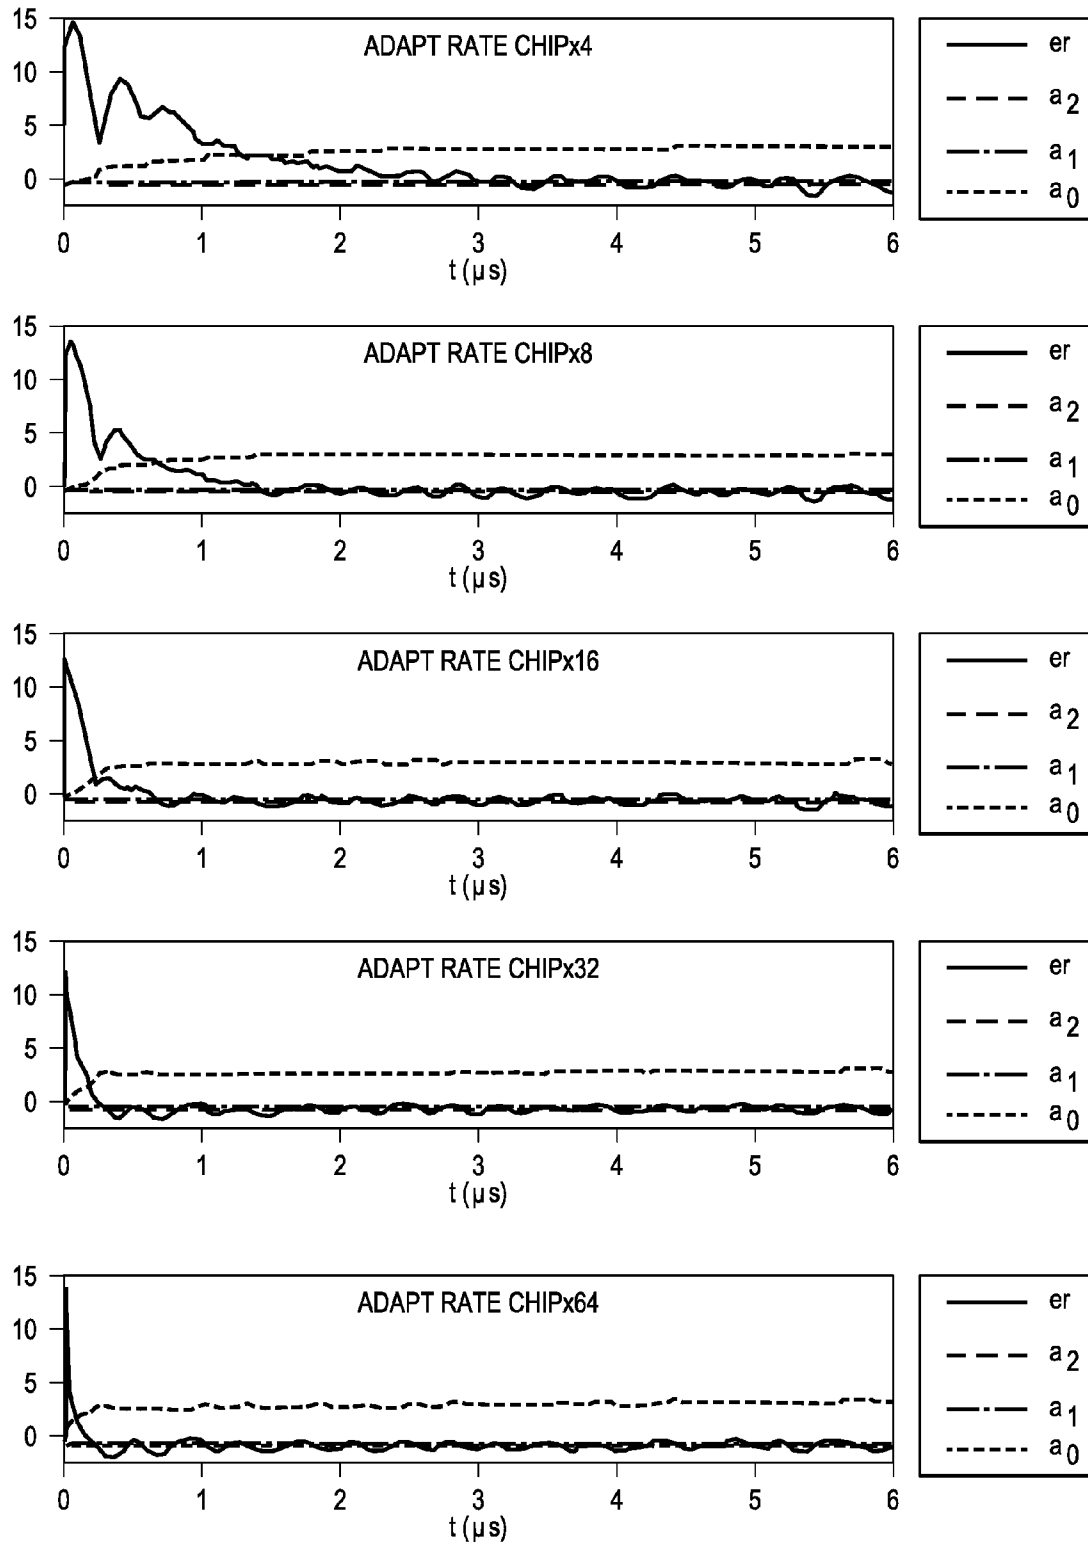 ADAPT RATE CHIPx4
15
10
5
0
0 1 2 3 4 5 6
t (µs)
er
a2
a1
a0
ADAPT RATE CHIPx8
15
10
5
0
0 1 2 3 4 5 6
t (µs)
er
a2
a1
a0
ADAPT RATE CHIPx16
15
10
5
0
0 1 2 3 4 5 6
t (µs)
er
a2
a1
a0
ADAPT RATE CHIPx32
15
10
5
0
0 1 2 3 4 5 6
t (µs)
er
a2
a1
a0
ADAPT RATE CHIPx64
15
10
5
0
0 1 2 3 4 5 6
t (µs)
er
a2
a1
a0